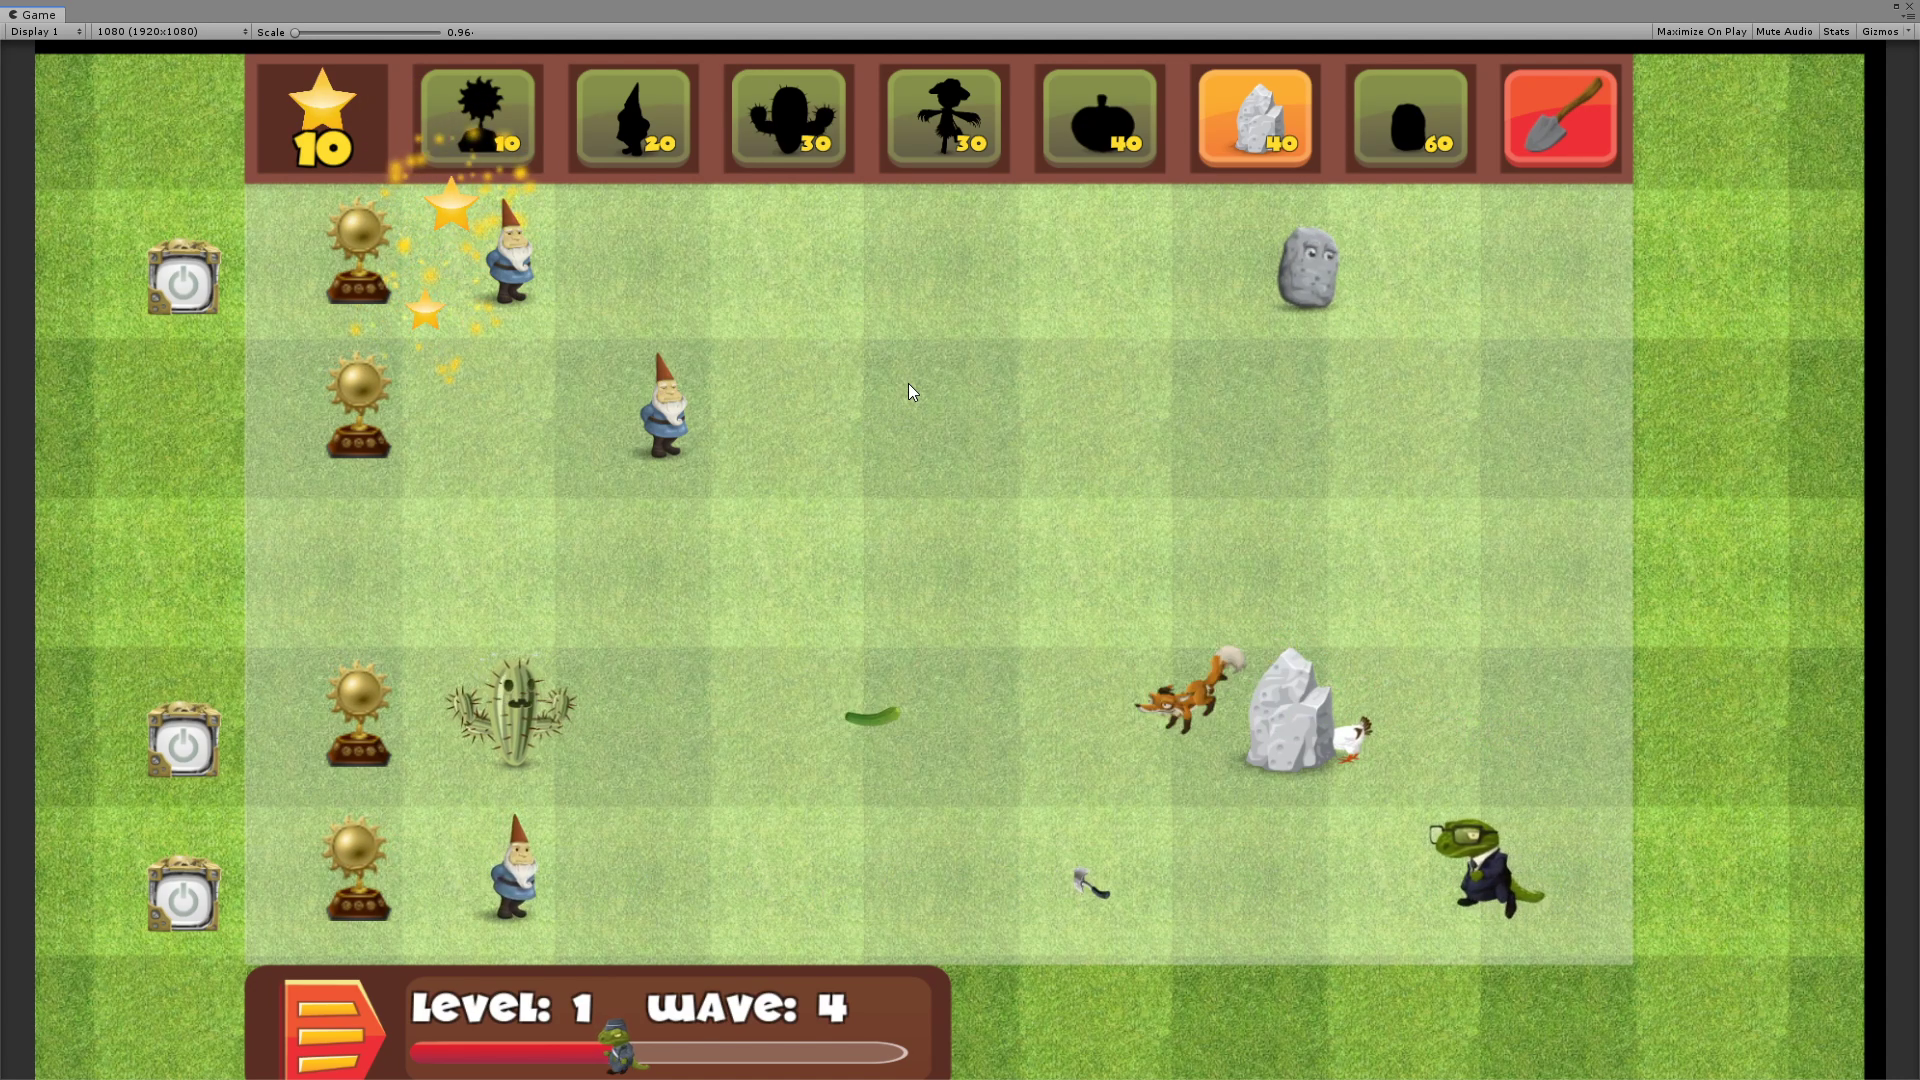 Game
Display 1 1080 (1920x1080) Scale 0.96· Maximize On Play Mute Audio Stats Gizmos
10 10 20 30 30 40 40 60
LEVEL: 1 WAVE: 4